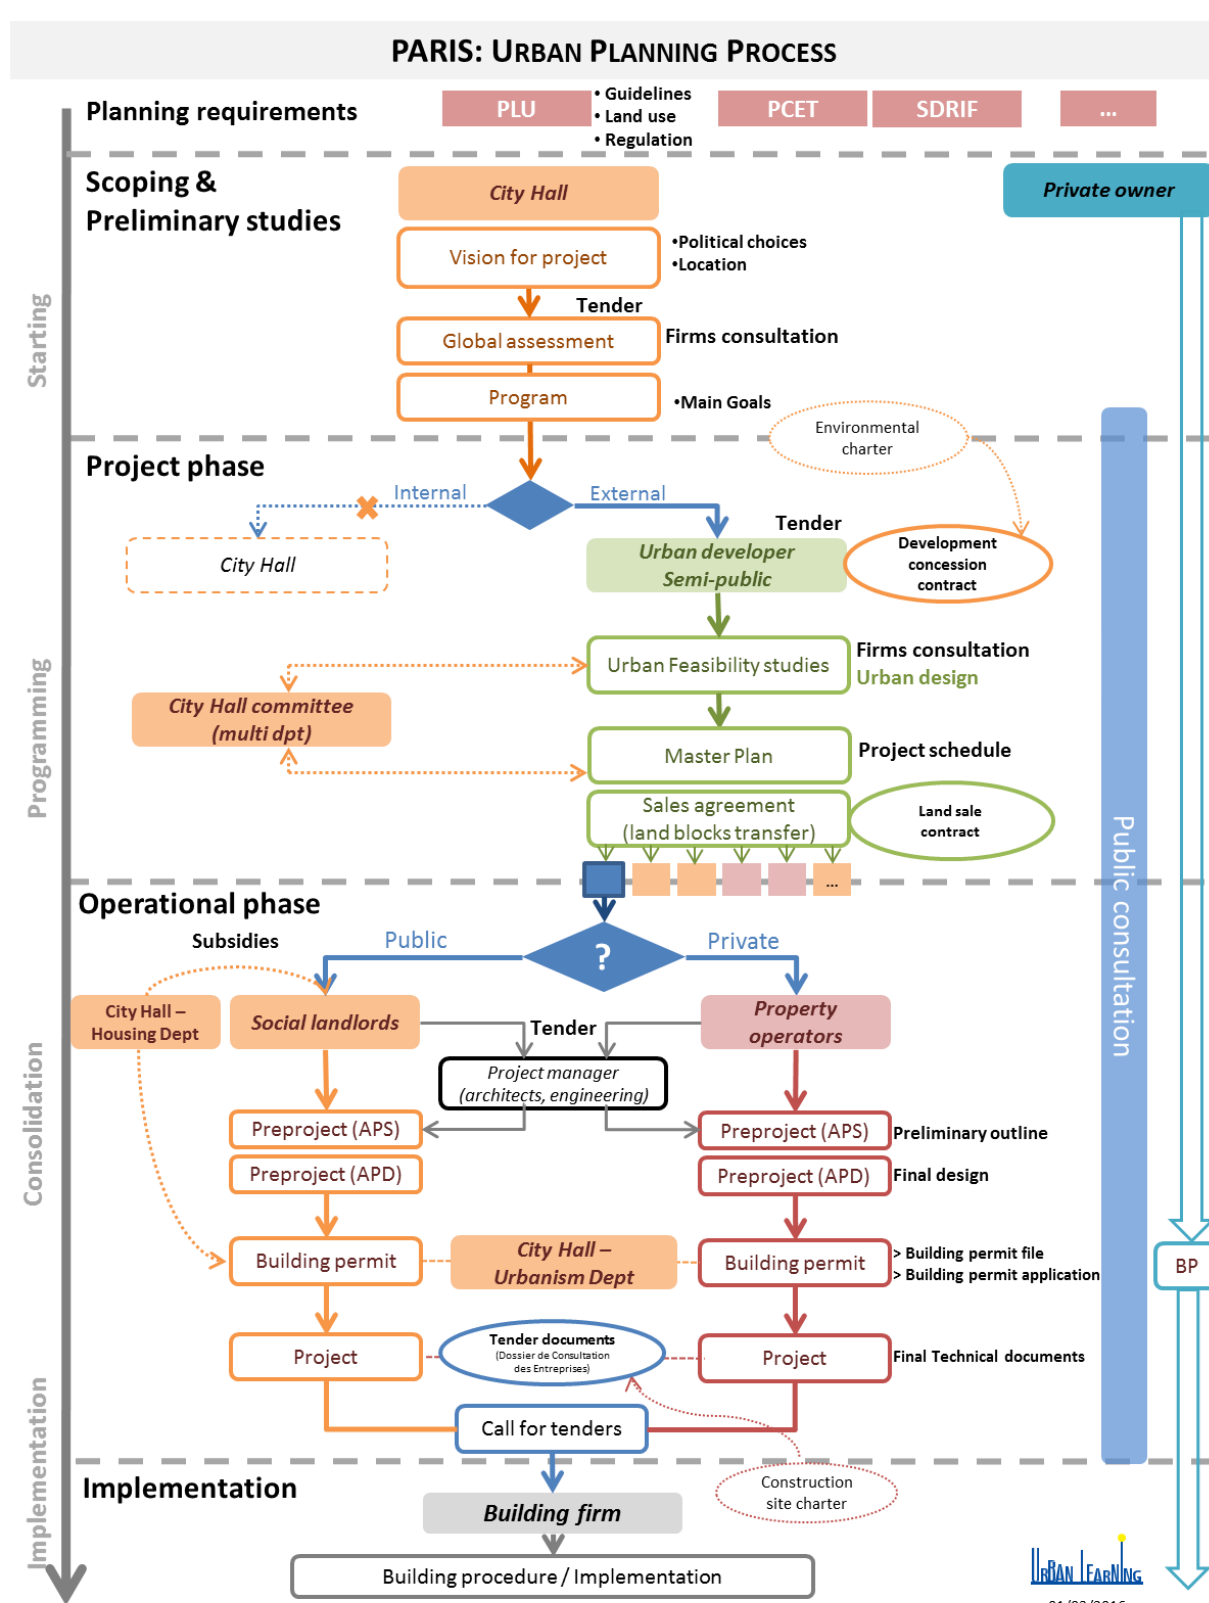 PARIS: URBAN PLANNING PROCESS
Planning requirements
PLU
• Guidelines
• Land use
• Regulation
PCET
SDRIF
...
Scoping &
Preliminary studies
City Hall
Private owner
Vision for project
•Political choices
•Location
Tender
Global assessment
Firms consultation
Program
•Main Goals
Starting
Environmental
charter
Project phase
Internal
External
Tender
City Hall
Urban developer
Semi-public
Development
concession
contract
Urban Feasibility studies
Firms consultation
Urban design
City Hall committee
(multi dpt)
Master Plan
Project schedule
Programming
Sales agreement
(land blocks transfer)
Land sale
contract
...
Public consultation
Operational phase
Subsidies
Public
?
Private
City Hall –
Housing Dept
Social landlords
Tender
Property
operators
Project manager
(architects, engineering)
Preproject (APS)
Preproject (APS)
Preliminary outline
Consolidation
Preproject (APD)
Preproject (APD)
Final design
Building permit
City Hall –
Urbanism Dept
Building permit
> Building permit file
> Building permit application
BP
Project
Tender documents
(Dossier de Consultation
des Entreprises)
Project
Final Technical documents
Call for tenders
Implementation
Implementation
Construction
site charter
Building firm
Building procedure / Implementation
URBAN LEARNING